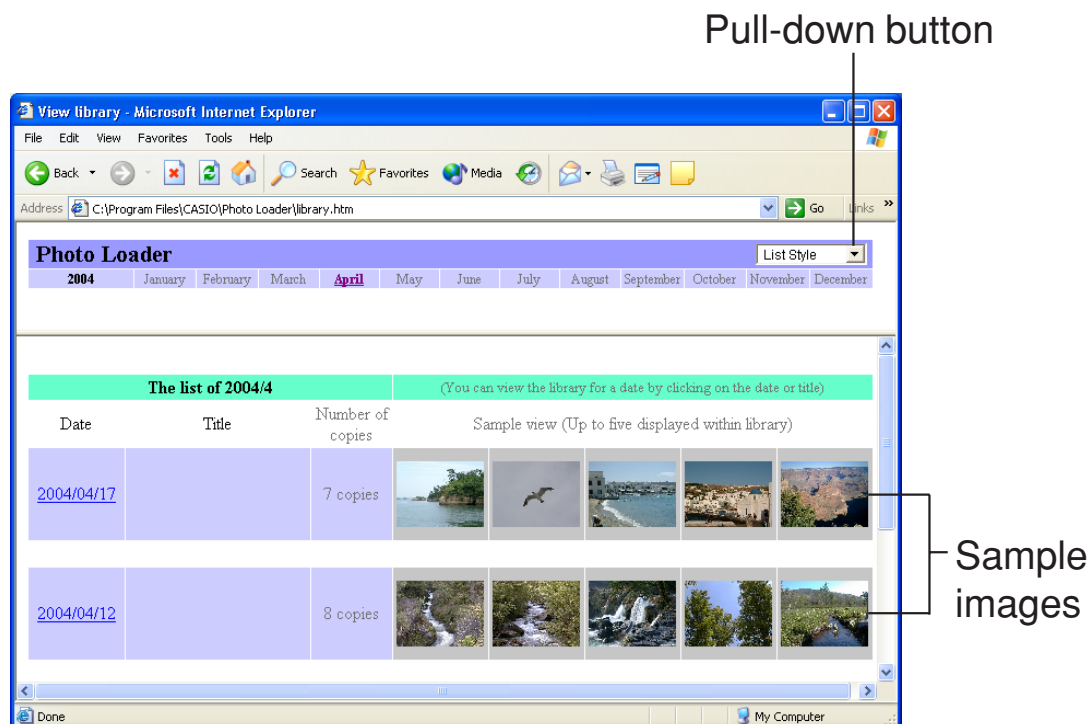 Pull-down button
View library - Microsoft Internet Explorer
File Edit View Favorites Tools Help
Back Search Favorites Media
Address C:\Program Files\CASIO\Photo Loader\library.htm Go Links »
Photo Loader List Style
2004 January February March April May June July August September October November December
The list of 2004/4 (You can view the library for a date by clicking on the date or title)
Date Title Number of copies Sample view (Up to five displayed within library)
2004/04/17 7 copies
Sample
images
2004/04/12 8 copies
Done My Computer